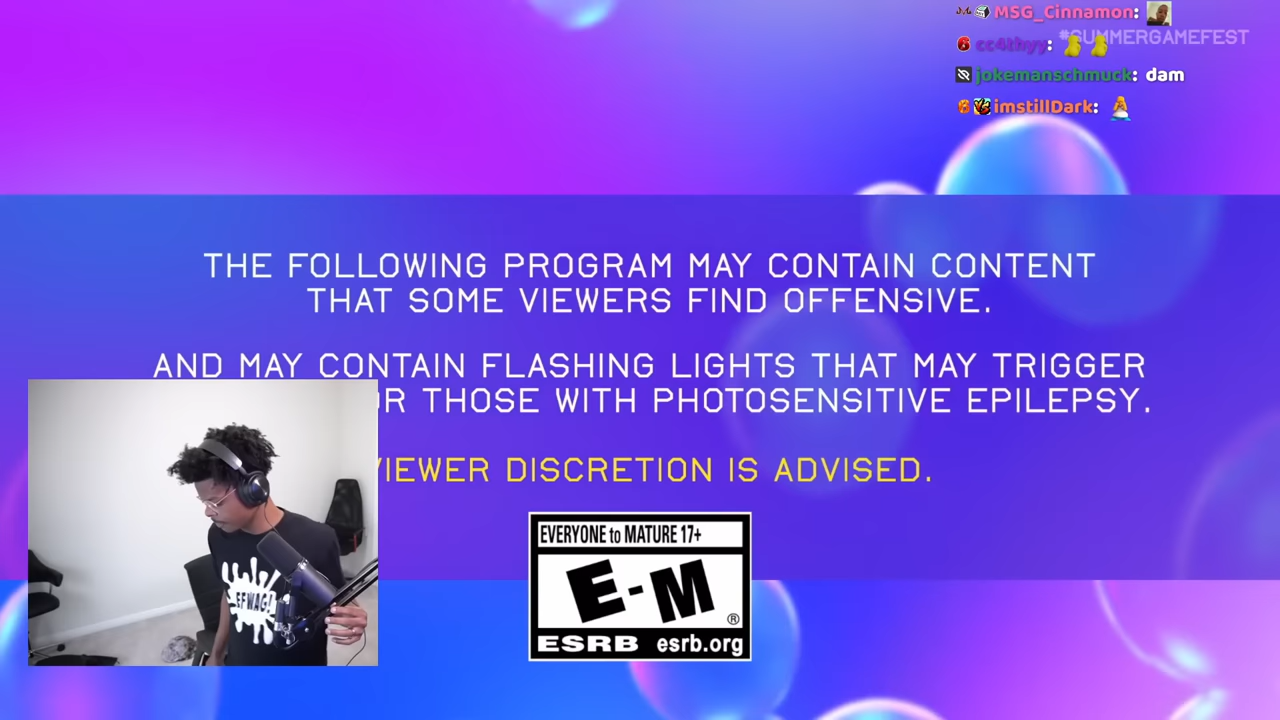 MSG_Cinnamon:
#SUMMERGAMEFEST
cc4thyy:
jokemanschmuck: dam
imstillDark:
THE FOLLOWING PROGRAM MAY CONTAIN CONTENT
THAT SOME VIEWERS FIND OFFENSIVE.
AND MAY CONTAIN FLASHING LIGHTS THAT MAY TRIGGER
THOSE WITH PHOTOSENSITIVE EPILEPSY.
VIEWER DISCRETION IS ADVISED.
EFWAG!
EVERYONE to MATURE 17+
E-M
®
ESRB esrb.org